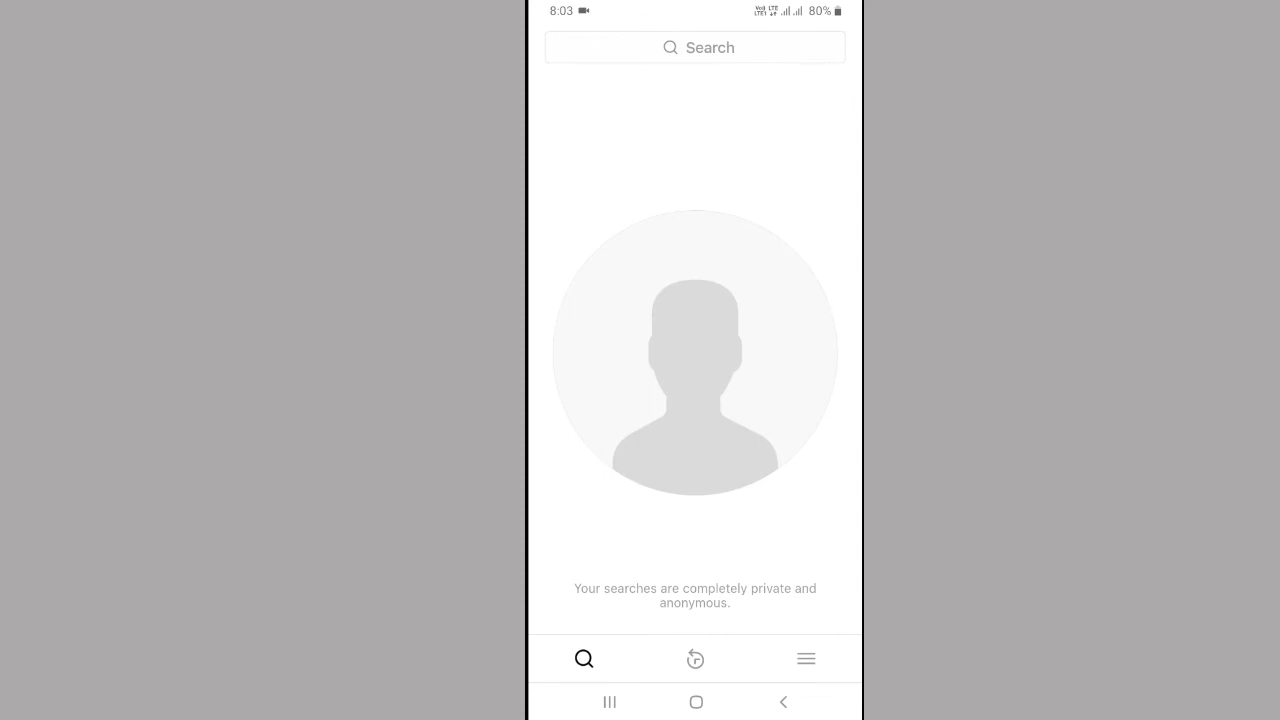 8:03
80%
Search
Your searches are completely private and
anonymous.